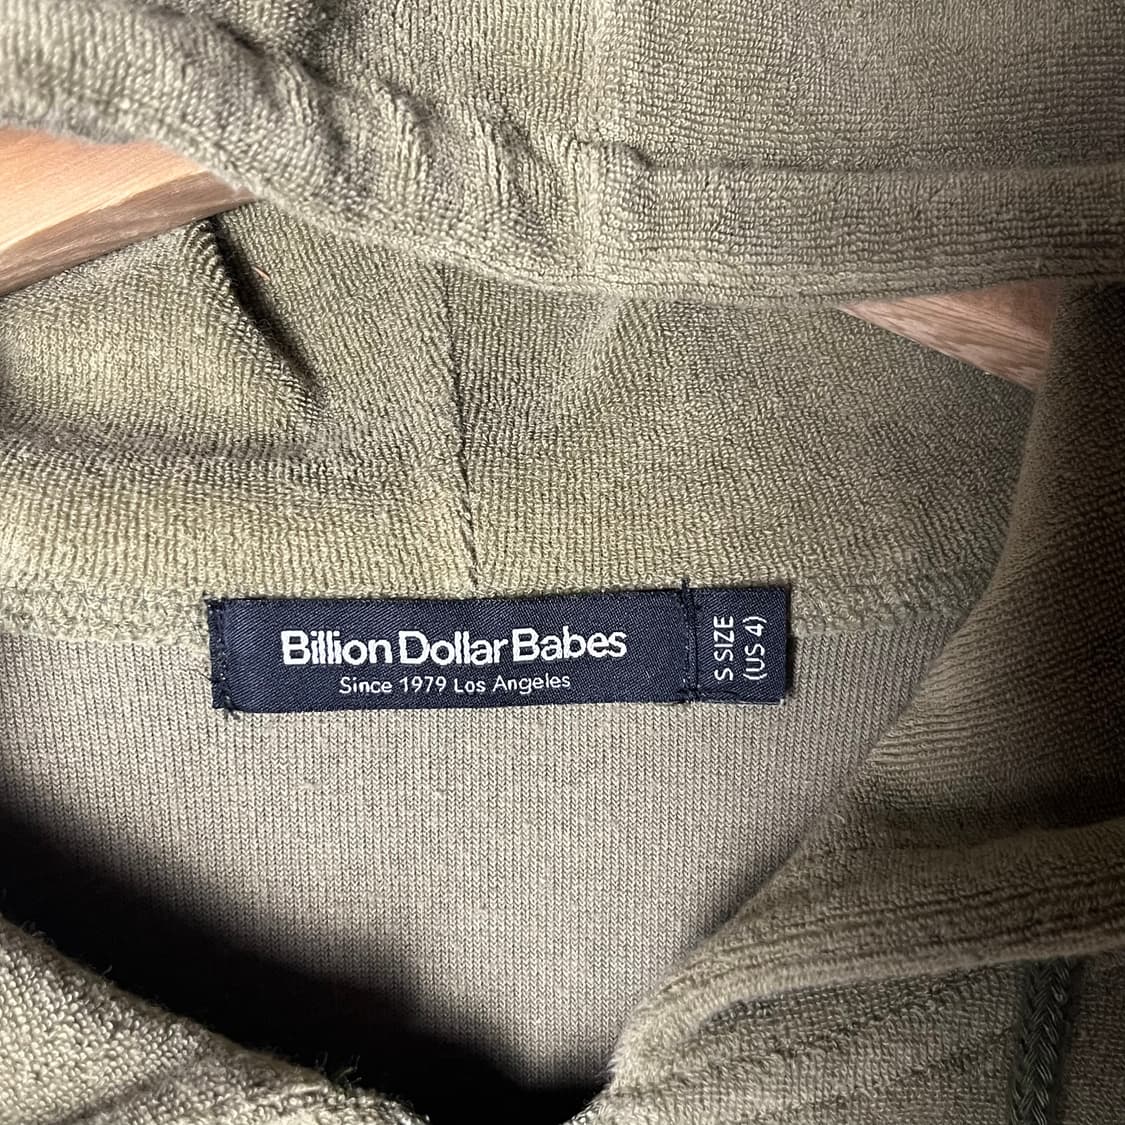 Billion Dollar Babes
Since 1979 Los Angeles
S SIZE
(US 4)